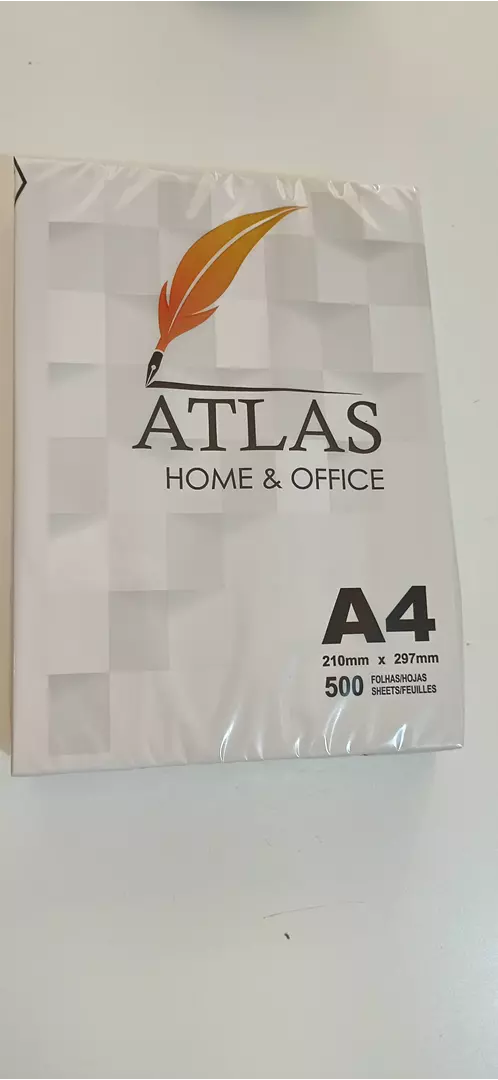 ATLAS
HOME & OFFICE
A4
210mm x 297mm
500 FOLHAS/HOJAS
SHEETS/FEUILLES